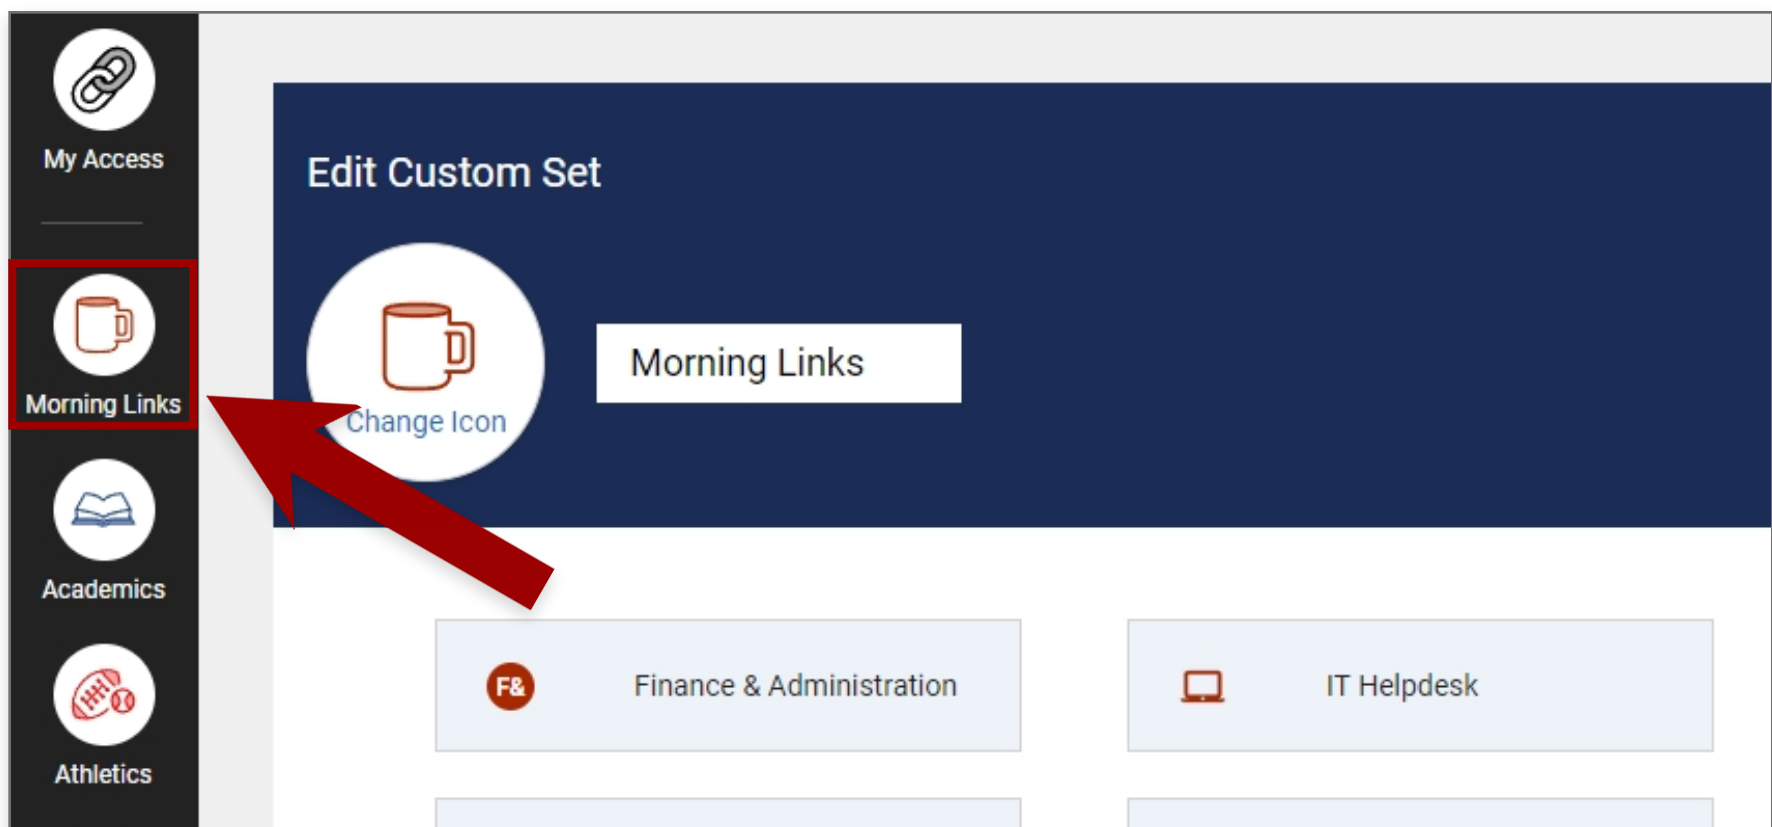 My Access
Morning Links
Academics
Athletics
Edit Custom Set
Change Icon
Morning Links
F&
Finance & Administration
IT Helpdesk